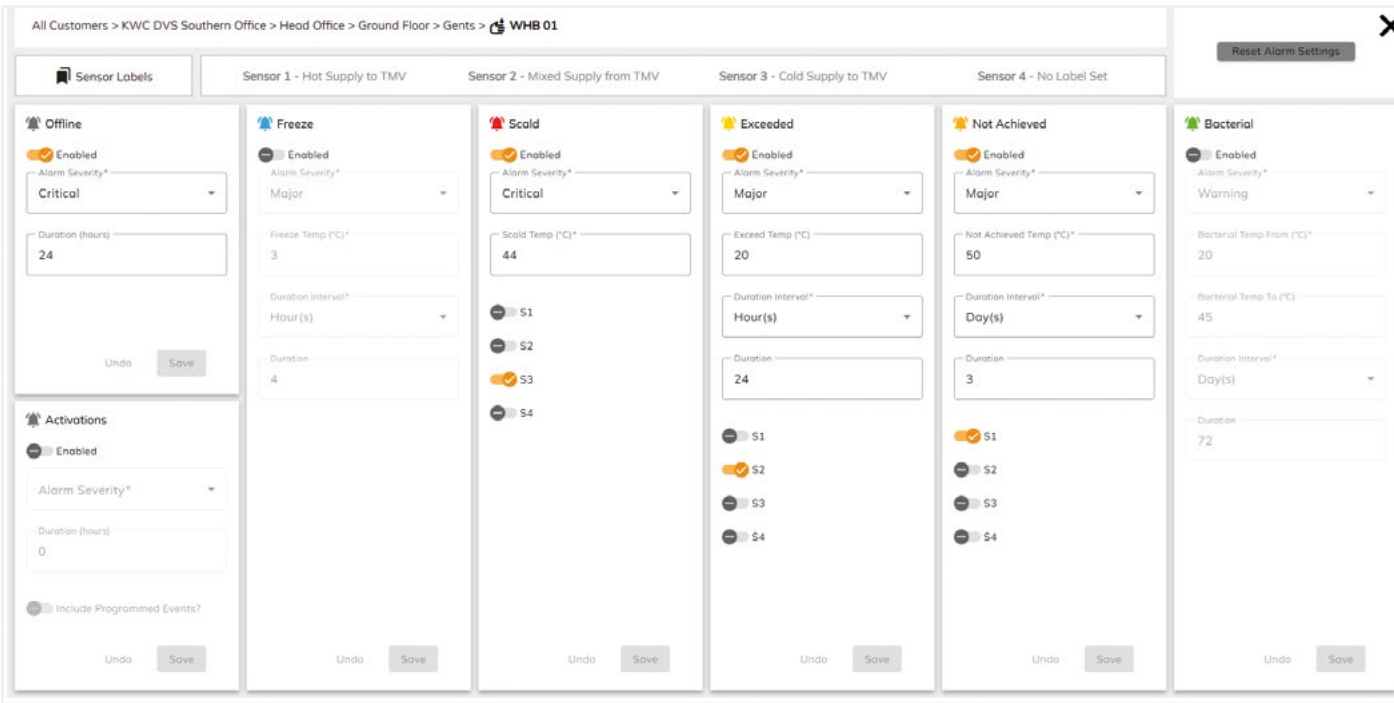 All Customers > KWC DVS Southern Office > Head Office > Ground Floor > Gents > WHB 01
Reset Alarm Settings
Sensor Labels
Sensor 1 - Hot Supply to TMV
Sensor 2 - Mixed Supply from TMV
Sensor 3 - Cold Supply to TMV
Sensor 4 - No Label Set
Offline
Enabled
Alarm Severity*
Critical
Duration (hours)
24
Undo
Save
Activations
Enabled
Alarm Severity*
Duration (hours)
0
Include Programmed Events?
Undo
Save
Freeze
Enabled
Alarm Severity*
Major
Freeze Temp (°C)*
3
Duration Interval*
Hour(s)
Duration
4
Undo
Save
Scald
Enabled
Alarm Severity*
Critical
Scald Temp (°C)*
44
S1
S2
S3
S4
Undo
Save
Exceeded
Enabled
Alarm Severity*
Major
Exceed Temp (°C)
20
Duration Interval*
Hour(s)
Duration
24
S1
S2
S3
S4
Undo
Save
Not Achieved
Enabled
Alarm Severity*
Major
Not Achieved Temp (°C)*
50
Duration Interval*
Day(s)
Duration
3
S1
S2
S3
S4
Undo
Save
Bacterial
Enabled
Alarm Severity*
Warning
Bacterial Temp From (°C)*
20
Bacterial Temp To (°C)
45
Duration Interval*
Day(s)
Duration
72
Undo
Save